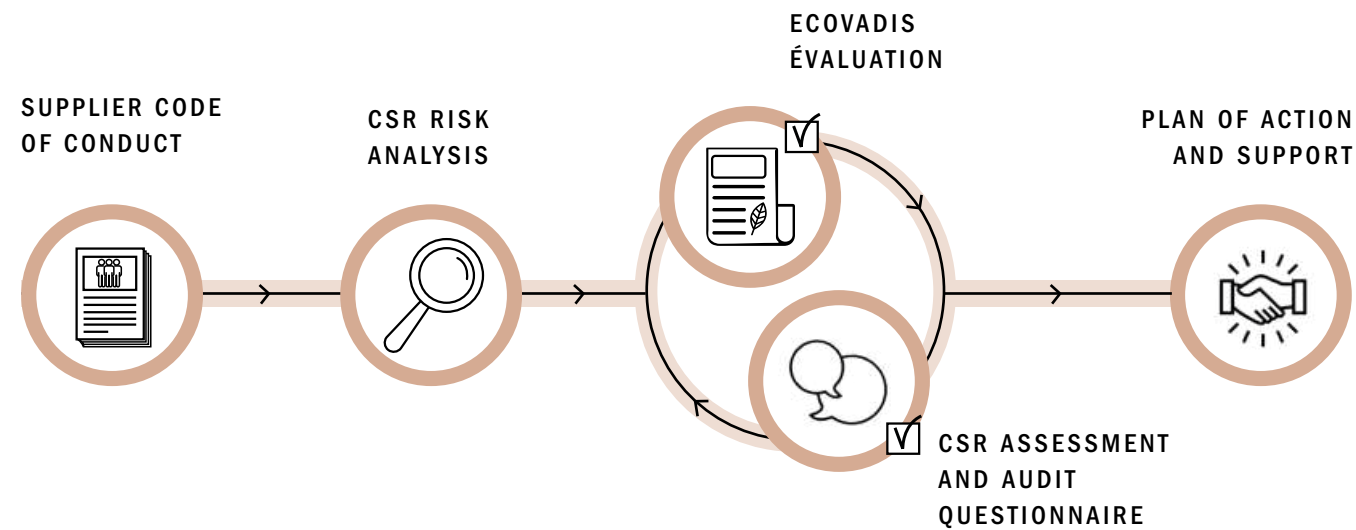 SUPPLIER CODE
OF CONDUCT
CSR RISK
ANALYSIS
ECOVADIS
ÉVALUATION
CSR ASSESSMENT
AND AUDIT
QUESTIONNAIRE
PLAN OF ACTION
AND SUPPORT